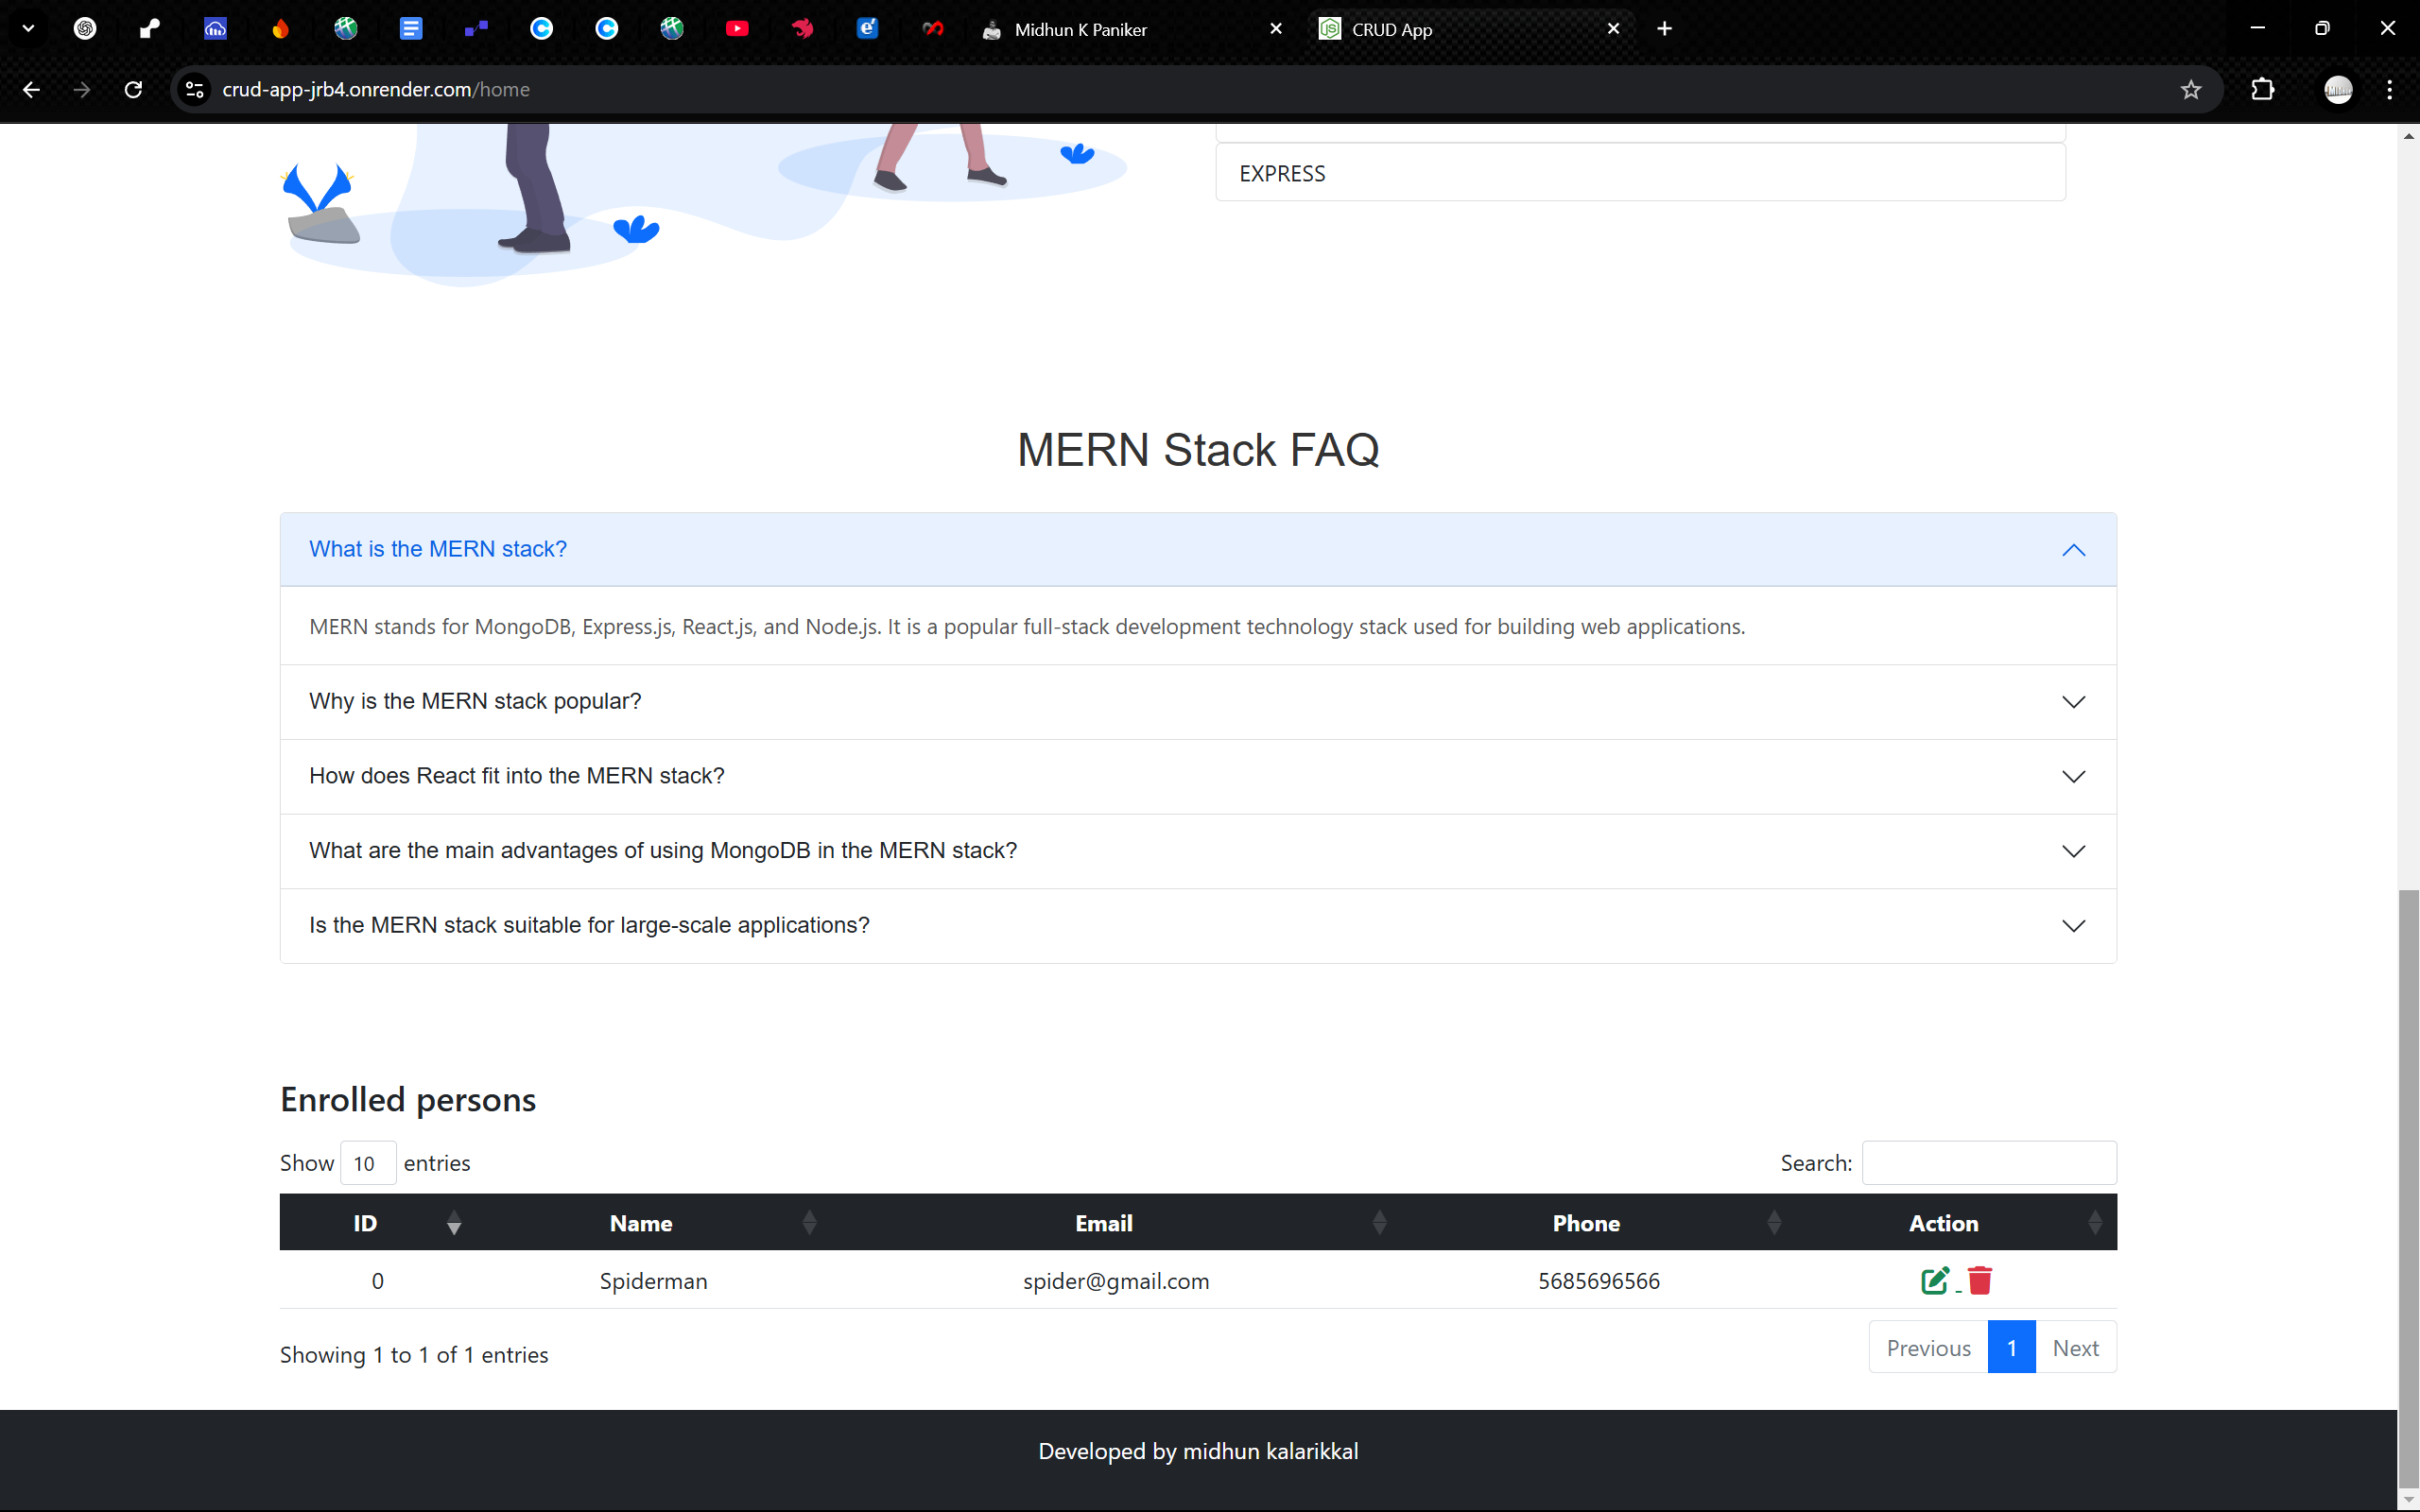 Midhun K Paniker
CRUD App
crud-app-jrb4.onrender.com/home
EXPRESS
MERN Stack FAQ
What is the MERN stack?
MERN stands for MongoDB, Express.js, React.js, and Node.js. It is a popular full-stack development technology stack used for building web applications.
Why is the MERN stack popular?
How does React fit into the MERN stack?
What are the main advantages of using MongoDB in the MERN stack?
Is the MERN stack suitable for large-scale applications?
Enrolled persons
Show 10 entries
Search:
ID Name Email Phone Action
0 Spiderman spider@gmail.com 5685696566
Showing 1 to 1 of 1 entries
Previous 1 Next
Developed by midhun kalarikkal